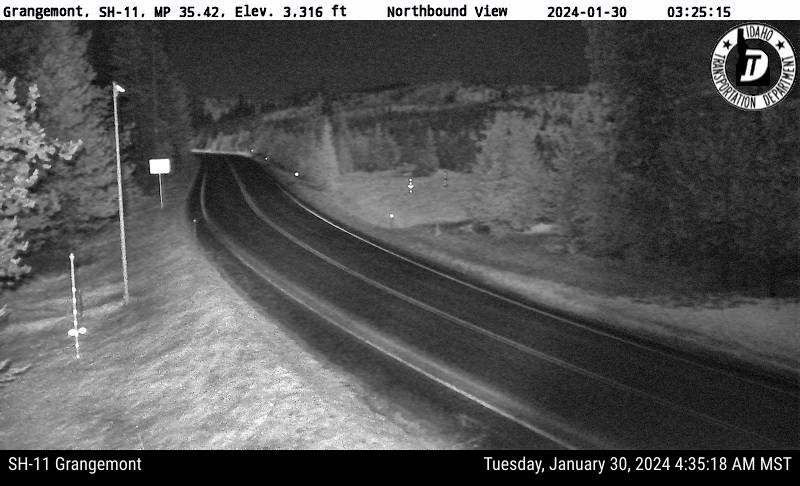 Grangemont, SH-11, MP 35.42, Elev. 3,316 ft Northbound View 2024-01-30 03:25:15
IDAHO
TRANSPORTATION DEPARTMENT
SH-11 Grangemont Tuesday, January 30, 2024 4:35:18 AM MST